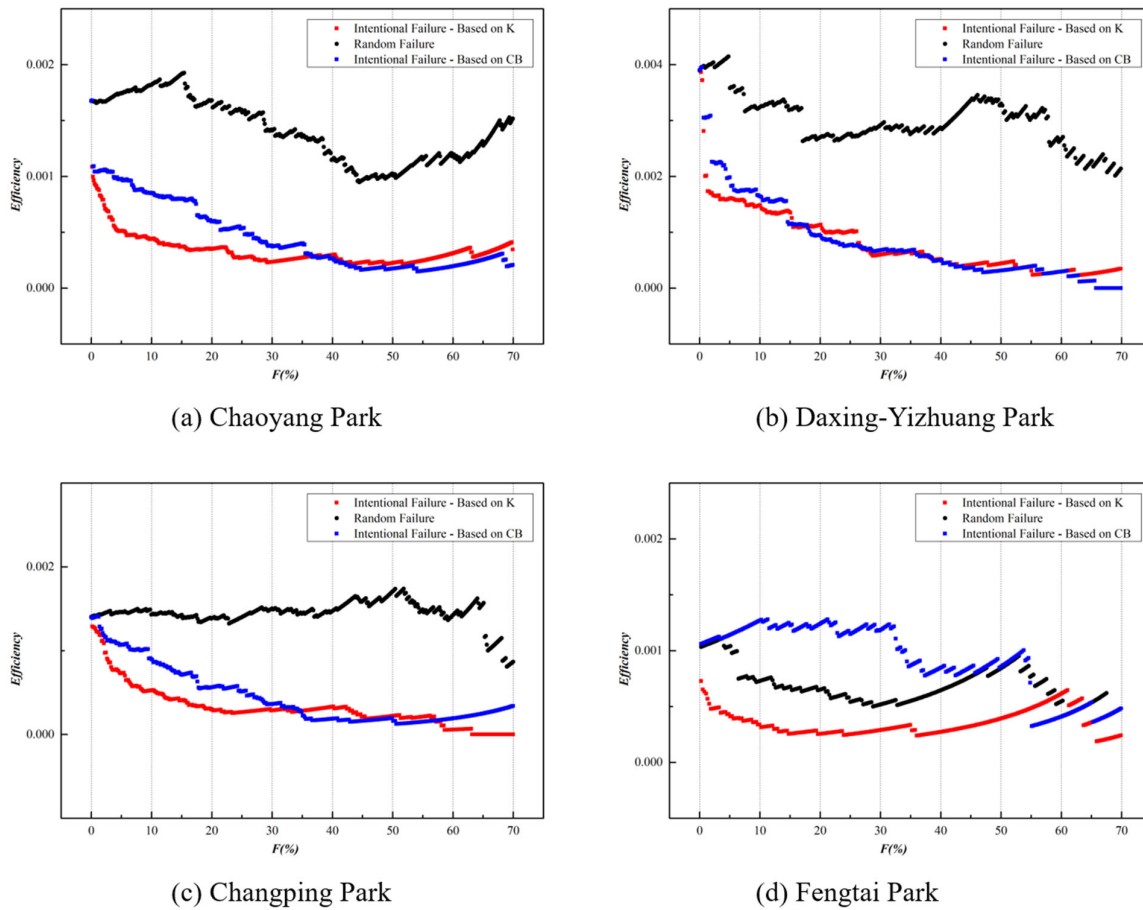 Intentional Failure - Based on K
Random Failure
Intentional Failure - Based on CB
0.002
0.001
0.000
Efficiency
0 10 20 30 40 50 60 70
F(%)
(a) Chaoyang Park
Intentional Failure - Based on K
Random Failure
Intentional Failure - Based on CB
0.004
0.002
0.000
Efficiency
0 10 20 30 40 50 60 70
F(%)
(b) Daxing-Yizhuang Park
Intentional Failure - Based on K
Random Failure
Intentional Failure - Based on CB
0.002
0.000
Efficiency
0 10 20 30 40 50 60 70
F(%)
(c) Changping Park
Intentional Failure - Based on K
Random Failure
Intentional Failure - Based on CB
0.002
0.001
0.000
Efficiency
0 10 20 30 40 50 60 70
F(%)
(d) Fengtai Park